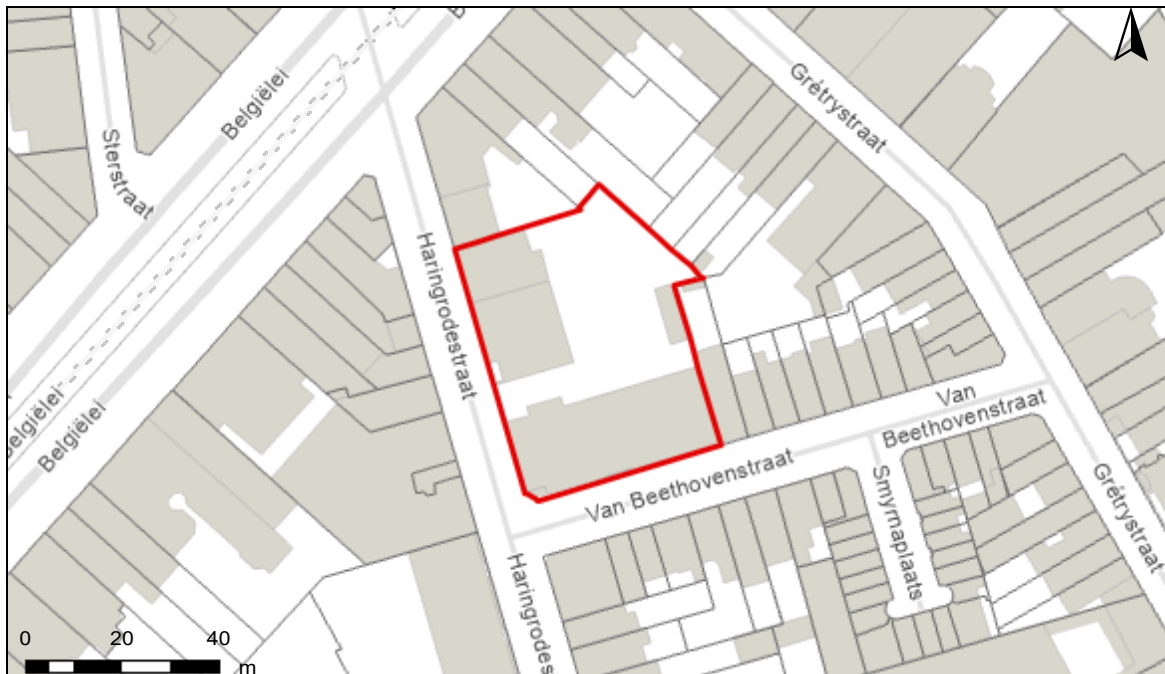 B
Belgiëlei
Grétrystraat
Sterstraat
Haringrodestraat
Van
Beethovenstraat
Belgiëlei
Belgiëlei
Van Beethovenstraat
Smyrnaplaats
Grétrystraat
Haringrodes
0 20 40
m